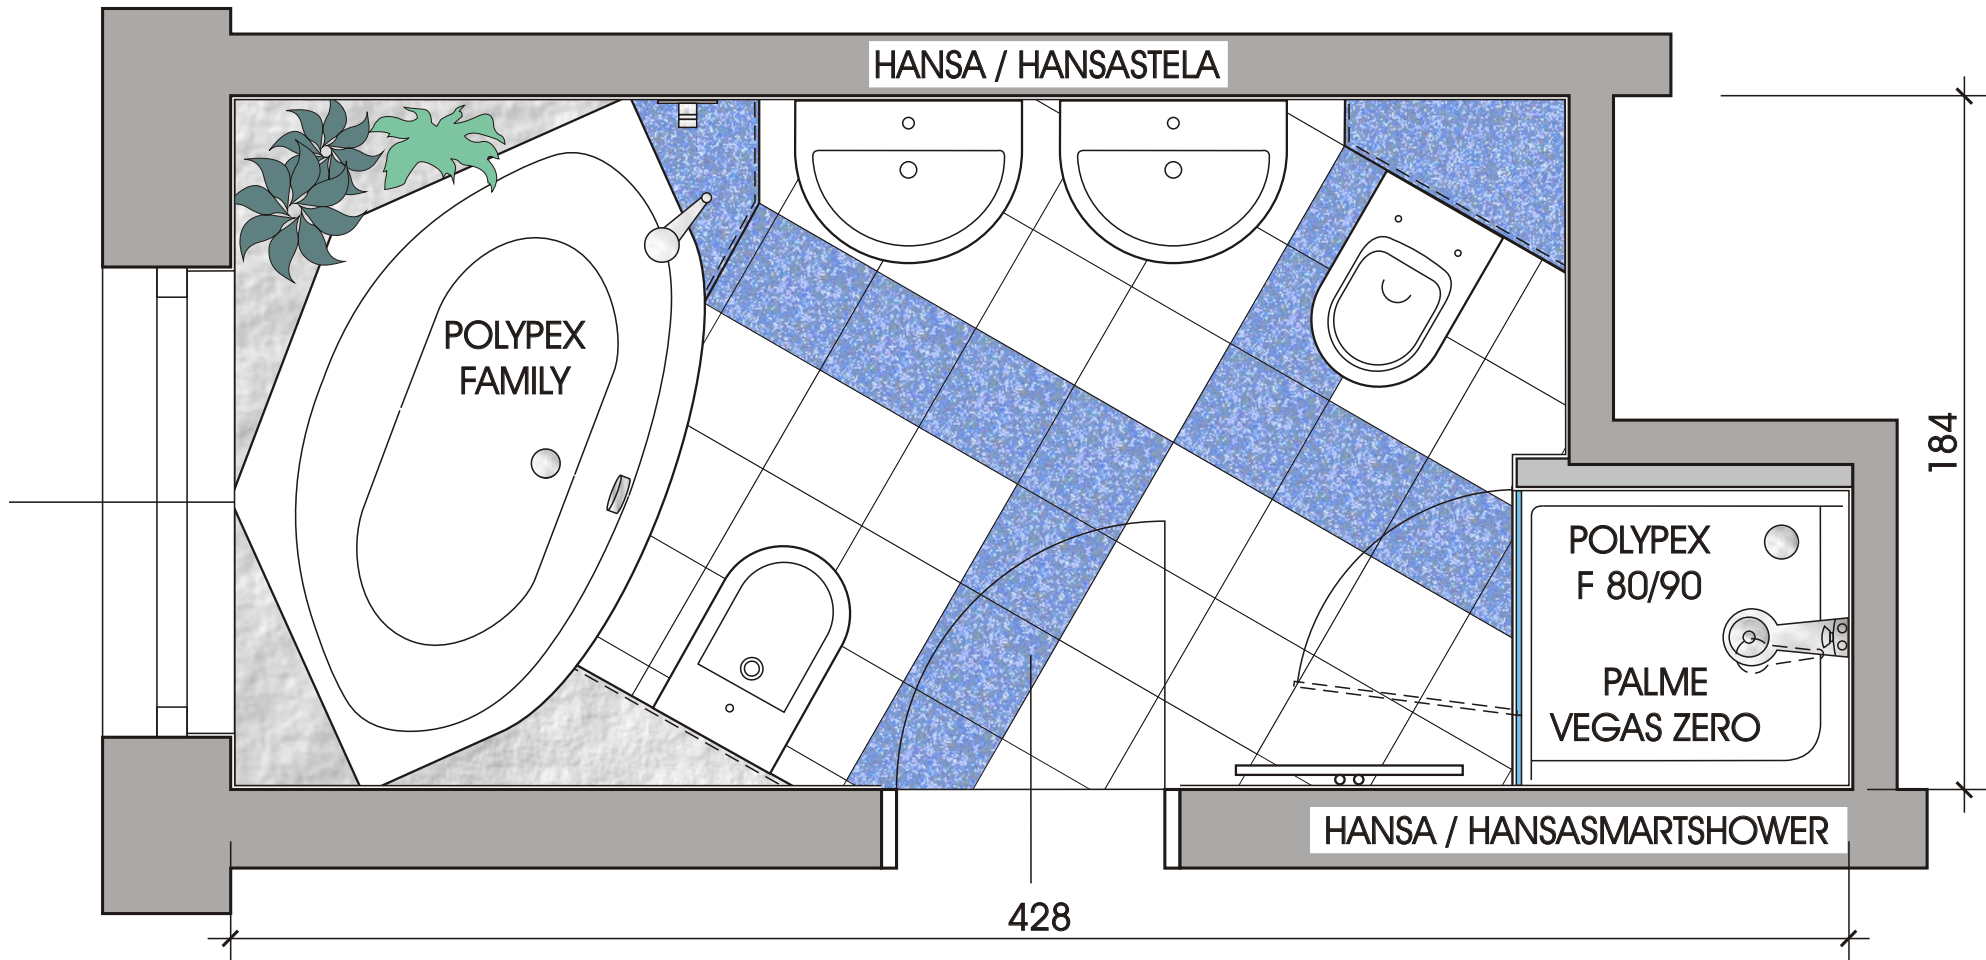 HANSA / HANSASTELA
POLYPEX
FAMILY
184
POLYPEX
F 80/90
PALME
VEGAS ZERO
HANSA / HANSASMARTSHOWER
428